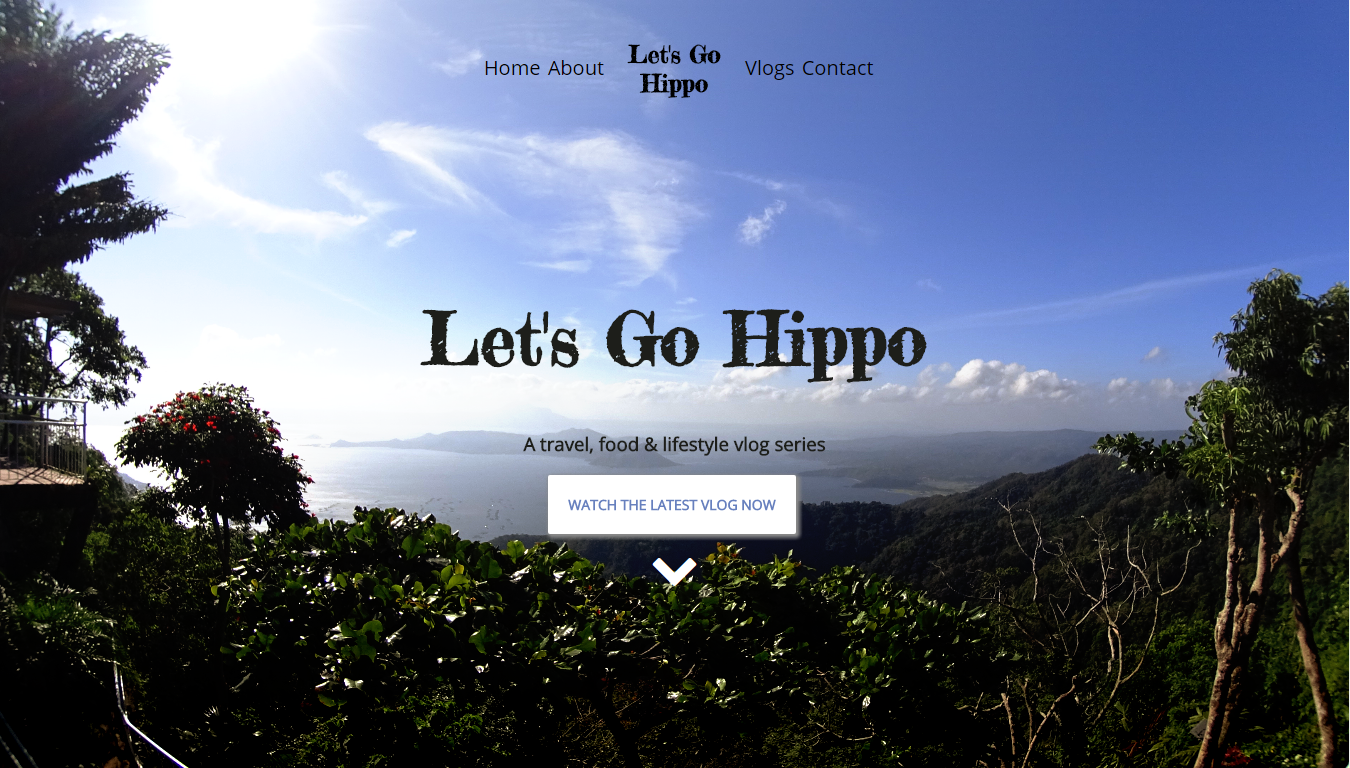 Home About
Let's Go
Hippo
Vlogs Contact
Let's Go Hippo
A travel, food & lifestyle vlog series
WATCH THE LATEST VLOG NOW